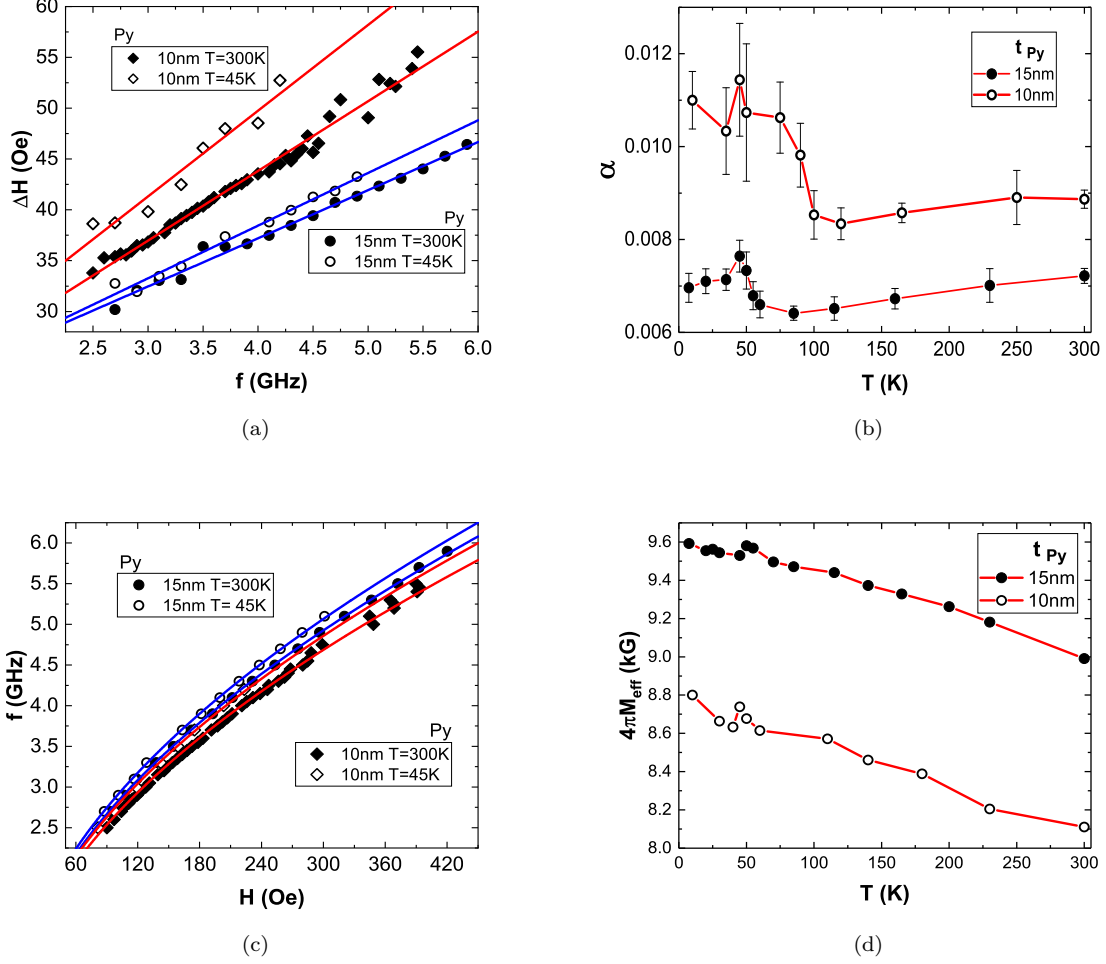 60
55
50
45
40
35
30
ΔH (Oe)
Py
10nm T=300K
10nm T=45K
Py
15nm T=300K
15nm T=45K
2.5 3.0 3.5 4.0 4.5 5.0 5.5 6.0
f (GHz)
(a)
0.012
0.010
0.008
0.006
α
t Py
15nm
10nm
0 50 100 150 200 250 300
T (K)
(b)
6.0
5.5
5.0
4.5
4.0
3.5
3.0
2.5
f (GHz)
Py
15nm T=300K
15nm T= 45K
Py
10nm T=300K
10nm T=45K
60 120 180 240 300 360 420
H (Oe)
(c)
9.6
9.4
9.2
9.0
8.8
8.6
8.4
8.2
8.0
4πMeff (kG)
t Py
15nm
10nm
0 50 100 150 200 250 300
T (K)
(d)